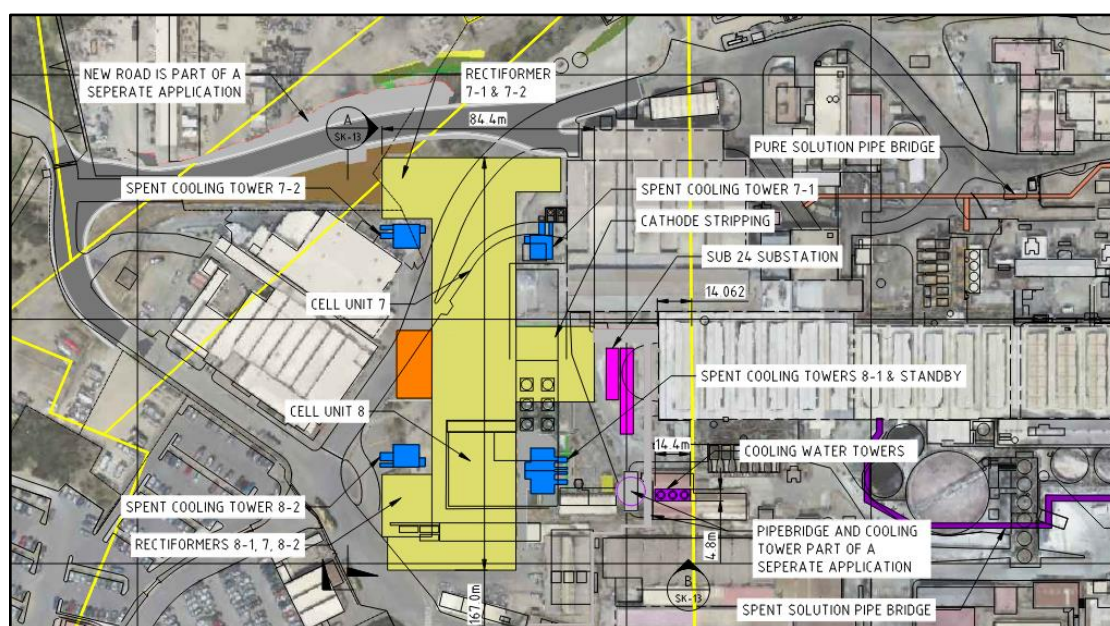 NEW ROAD IS PART OF A
SEPERATE APPLICATION
A
SK-13
RECTIFORMER
7-1 & 7-2
84.4m
PURE SOLUTION PIPE BRIDGE
SPENT COOLING TOWER 7-2
SPENT COOLING TOWER 7-1
CATHODE STRIPPING
SUB 24 SUBSTATION
CELL UNIT 7
14.062
SPENT COOLING TOWERS 8-1 & STANDBY
CELL UNIT 8
14.4m
COOLING WATER TOWERS
SPENT COOLING TOWER 8-2
RECTIFORMERS 8-1, 7, 8-2
4.8m
PIPEBRIDGE AND COOLING
TOWER PART OF A
SEPERATE APPLICATION
167.0m
B
SK-13
SPENT SOLUTION PIPE BRIDGE